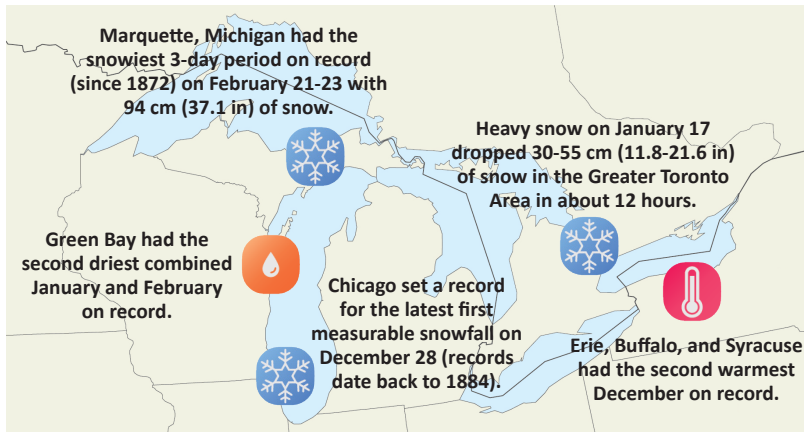 Marquette, Michigan had the
snowiest 3-day period on record
(since 1872) on February 21-23 with
94 cm (37.1 in) of snow.
Heavy snow on January 17
dropped 30-55 cm (11.8-21.6 in)
of snow in the Greater Toronto
Area in about 12 hours.
Green Bay had the
second driest combined
January and February
on record.
Chicago set a record
for the latest first
measurable snowfall on
December 28 (records
date back to 1884).
Erie, Buffalo, and Syracuse
had the second warmest
December on record.